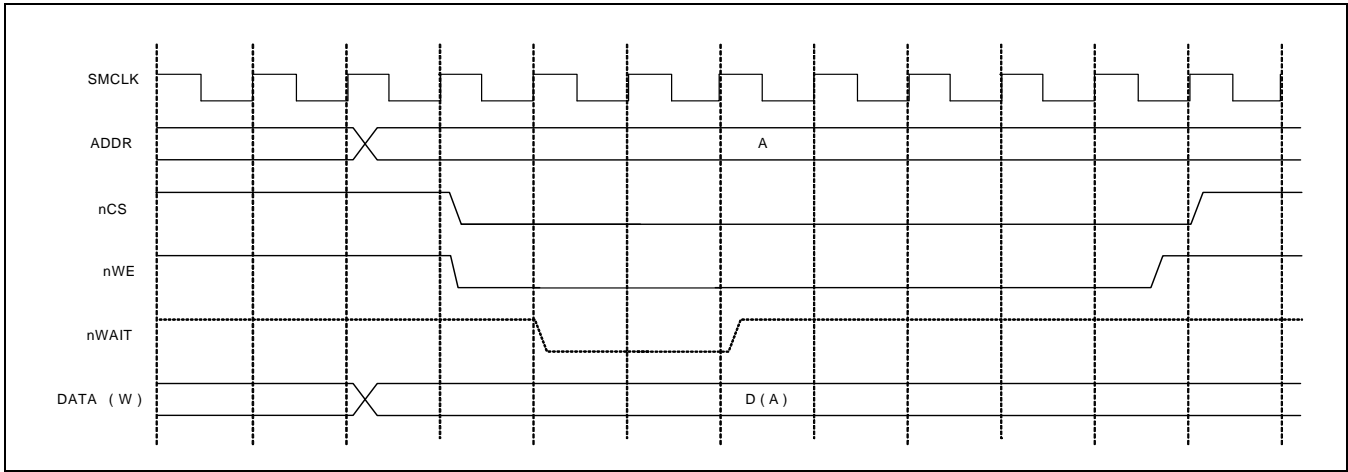 SMCLK
ADDR
A
nCS
nWE
nWAIT
DATA (W)
D(A)